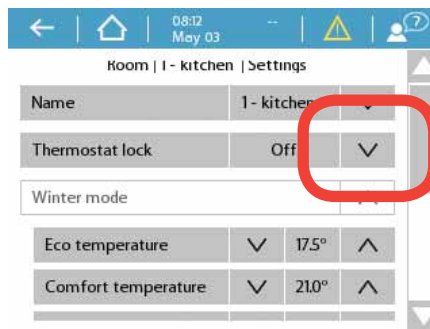 08:12 --
May 03
?
Room | 1 - kitchen | Settings
Name 1 - kitchen
Thermostat lock Off
Winter mode
Eco temperature 17.5°
Comfort temperature 21.0°